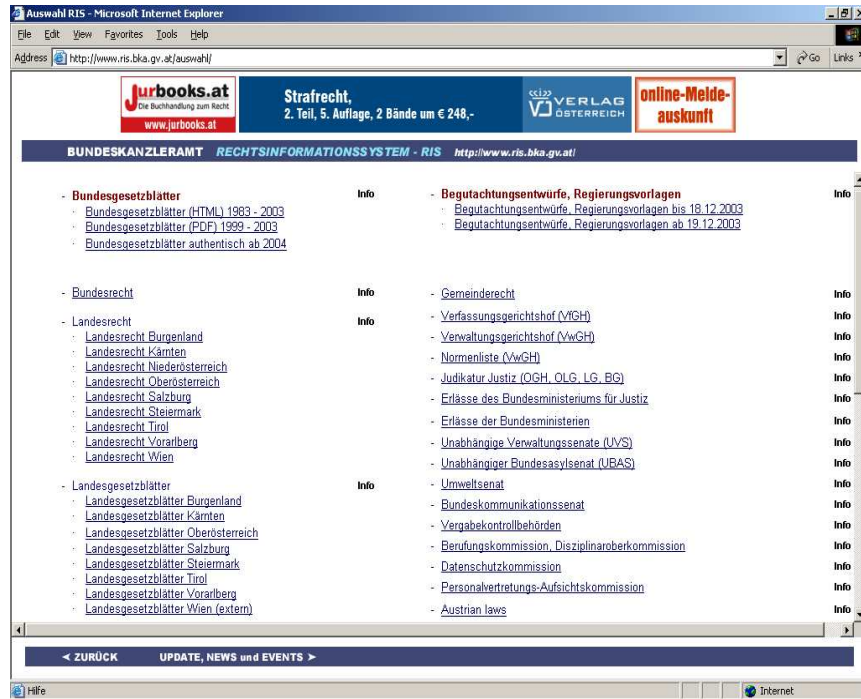 Auswahl RIS - Microsoft Internet Explorer
File Edit View Favorites Tools Help
Address http://www.ris.bka.gv.at/auswahl/ Go Links
Jurbooks.at
Die Buchhandlung zum Recht
www.jurbooks.at
Strafrecht,
2. Teil, 5. Auflage, 2 Bände um € 248,-
VERLAG
ÖSTERREICH
online-Melde-
auskunft
BUNDESKANZLERAMT RECHTSINFORMATIONSSYSTEM - RIS http://www.ris.bka.gv.at/
- Bundesgesetzblätter Info
· Bundesgesetzblätter (HTML) 1983 - 2003
· Bundesgesetzblätter (PDF) 1999 - 2003
· Bundesgesetzblätter authentisch ab 2004
- Bundesrecht Info
- Landesrecht Info
· Landesrecht Burgenland
· Landesrecht Kärnten
· Landesrecht Niederösterreich
· Landesrecht Oberösterreich
· Landesrecht Salzburg
· Landesrecht Steiermark
· Landesrecht Tirol
· Landesrecht Vorarlberg
· Landesrecht Wien
- Landesgesetzblätter Info
· Landesgesetzblätter Burgenland
· Landesgesetzblätter Kärnten
· Landesgesetzblätter Oberösterreich
· Landesgesetzblätter Salzburg
· Landesgesetzblätter Steiermark
· Landesgesetzblätter Tirol
· Landesgesetzblätter Vorarlberg
· Landesgesetzblätter Wien (extern)
- Begutachtungsentwürfe, Regierungsvorlagen Info
· Begutachtungsentwürfe, Regierungsvorlagen bis 18.12.2003
· Begutachtungsentwürfe, Regierungsvorlagen ab 19.12.2003
- Gemeinderecht Info
- Verfassungsgerichtshof (VfGH) Info
- Verwaltungsgerichtshof (VwGH) Info
- Normenliste (VwGH) Info
- Judikatur Justiz (OGH, OLG, LG, BG) Info
- Erlässe des Bundesministeriums für Justiz Info
- Erlässe der Bundesministerien Info
- Unabhängige Verwaltungssenate (UVS) Info
- Unabhängiger Bundesasylsenat (UBAS) Info
- Umweltsenat Info
- Bundeskommunikationssenat Info
- Vergabekontrollbehörden Info
- Berufungskommission, Disziplinaroberkommission Info
- Datenschutzkommission Info
- Personalvertretungs-Aufsichtskommission Info
- Austrian laws Info
ZURÜCK UPDATE, NEWS und EVENTS
Hilfe Internet